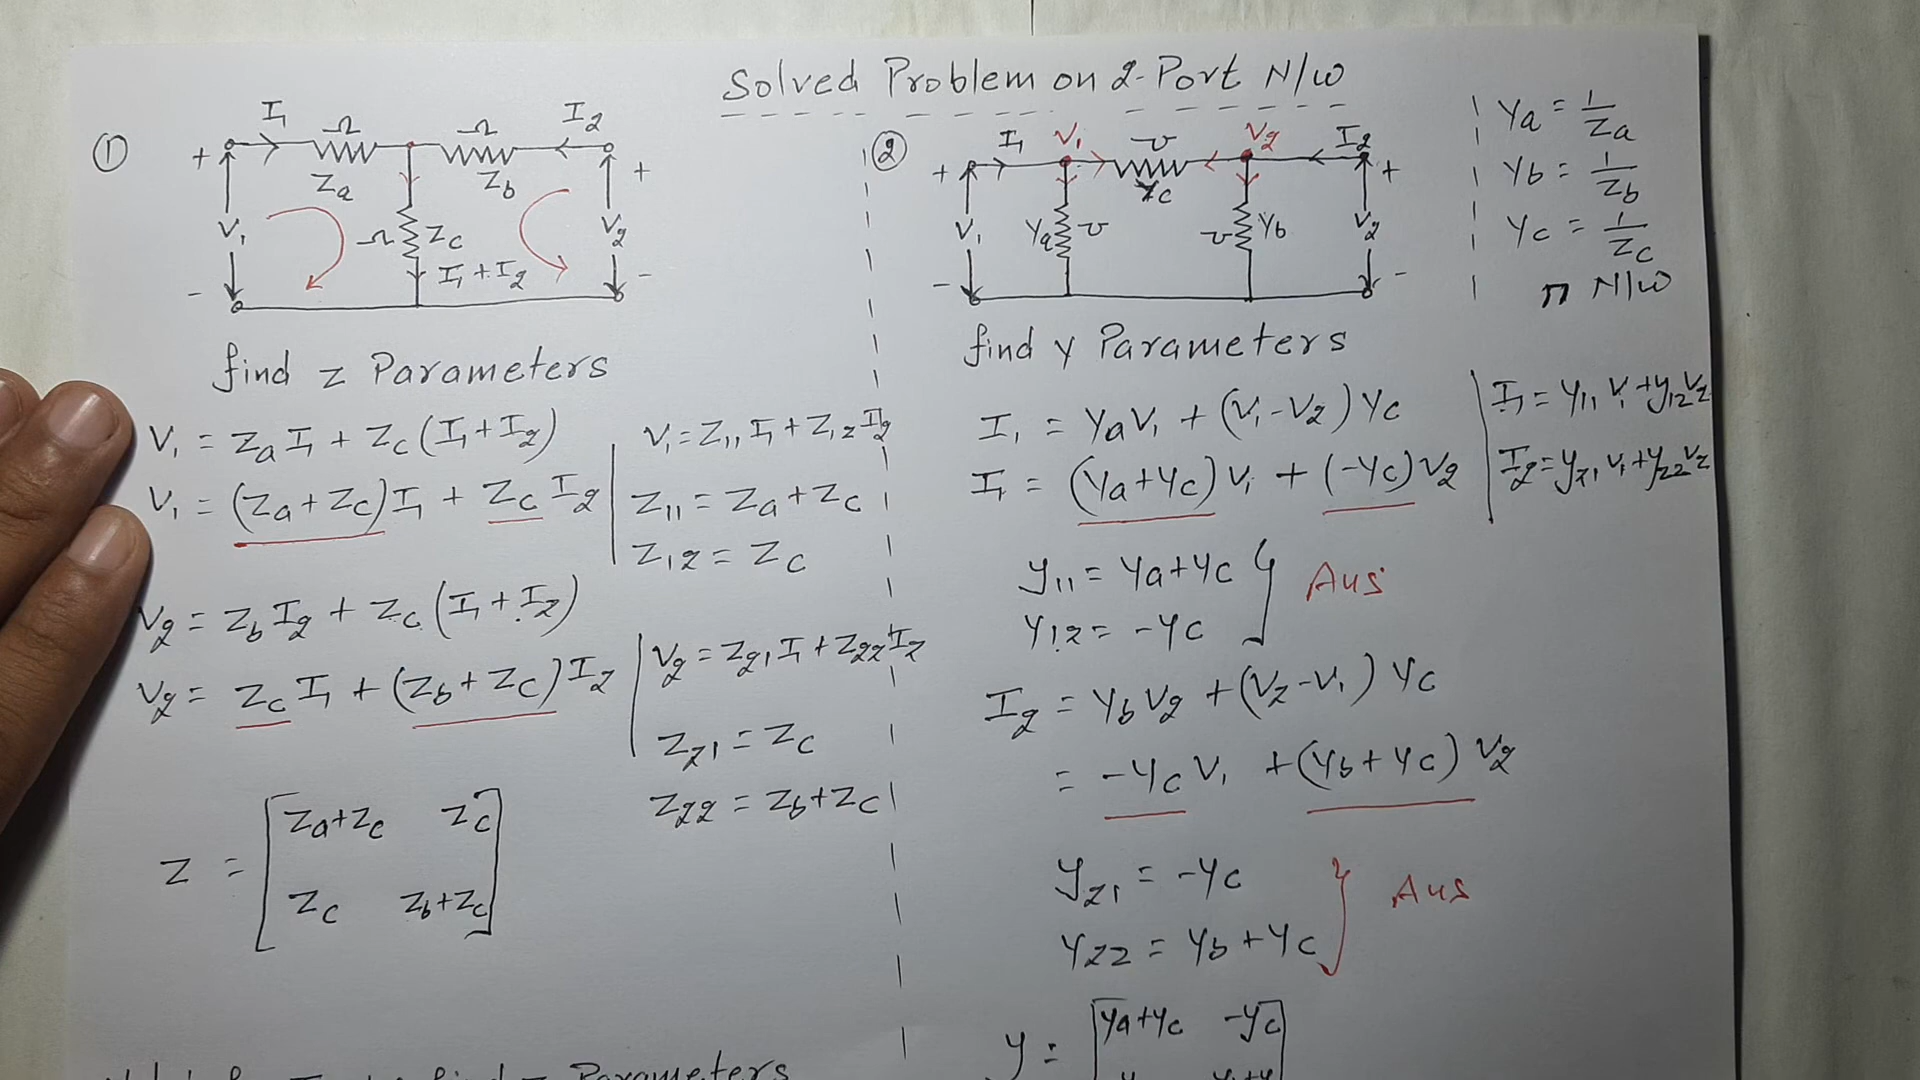 Solved Problem on 2-Port N/W
①
I1 Ω Ω I2
+ Za Zb +
V1 Ω Zc V2
- I1 + I2 -
find z Parameters
V1 = Za I1 + Zc (I1 + I2)
V1 = (Za + Zc) I1 + Zc I2
V1 = Z11 I1 + Z12 I2
Z11 = Za + Zc
Z12 = Zc
V2 = Zb I2 + Zc (I1 + I2)
V2 = Zc I1 + (Zb + Zc) I2
V2 = Z21 I1 + Z22 I2
Z21 = Zc
Z22 = Zb + Zc
Z = [Za+Zc Zc
Zc Zb+Zc]
②
I1 V1 ℧ V2 I2
+ Yc +
V1 Ya ℧ ℧ Yb V2
- -
Ya = 1/Za
Yb = 1/Zb
Yc = 1/Zc
π N/W
find y Parameters
I1 = Ya V1 + (V1 - V2) Yc
I1 = (Ya + Yc) V1 + (-Yc) V2
I1 = Y11 V1 + Y12 V2
I2 = Y21 V1 + Y22 V2
Y11 = Ya + Yc
Y12 = -Yc
} Ans
I2 = Yb V2 + (V2 - V1) Yc
= -Yc V1 + (Yb + Yc) V2
Y21 = -Yc
Y22 = Yb + Yc
} Ans
y = [Ya+Yc -Yc
Parameters